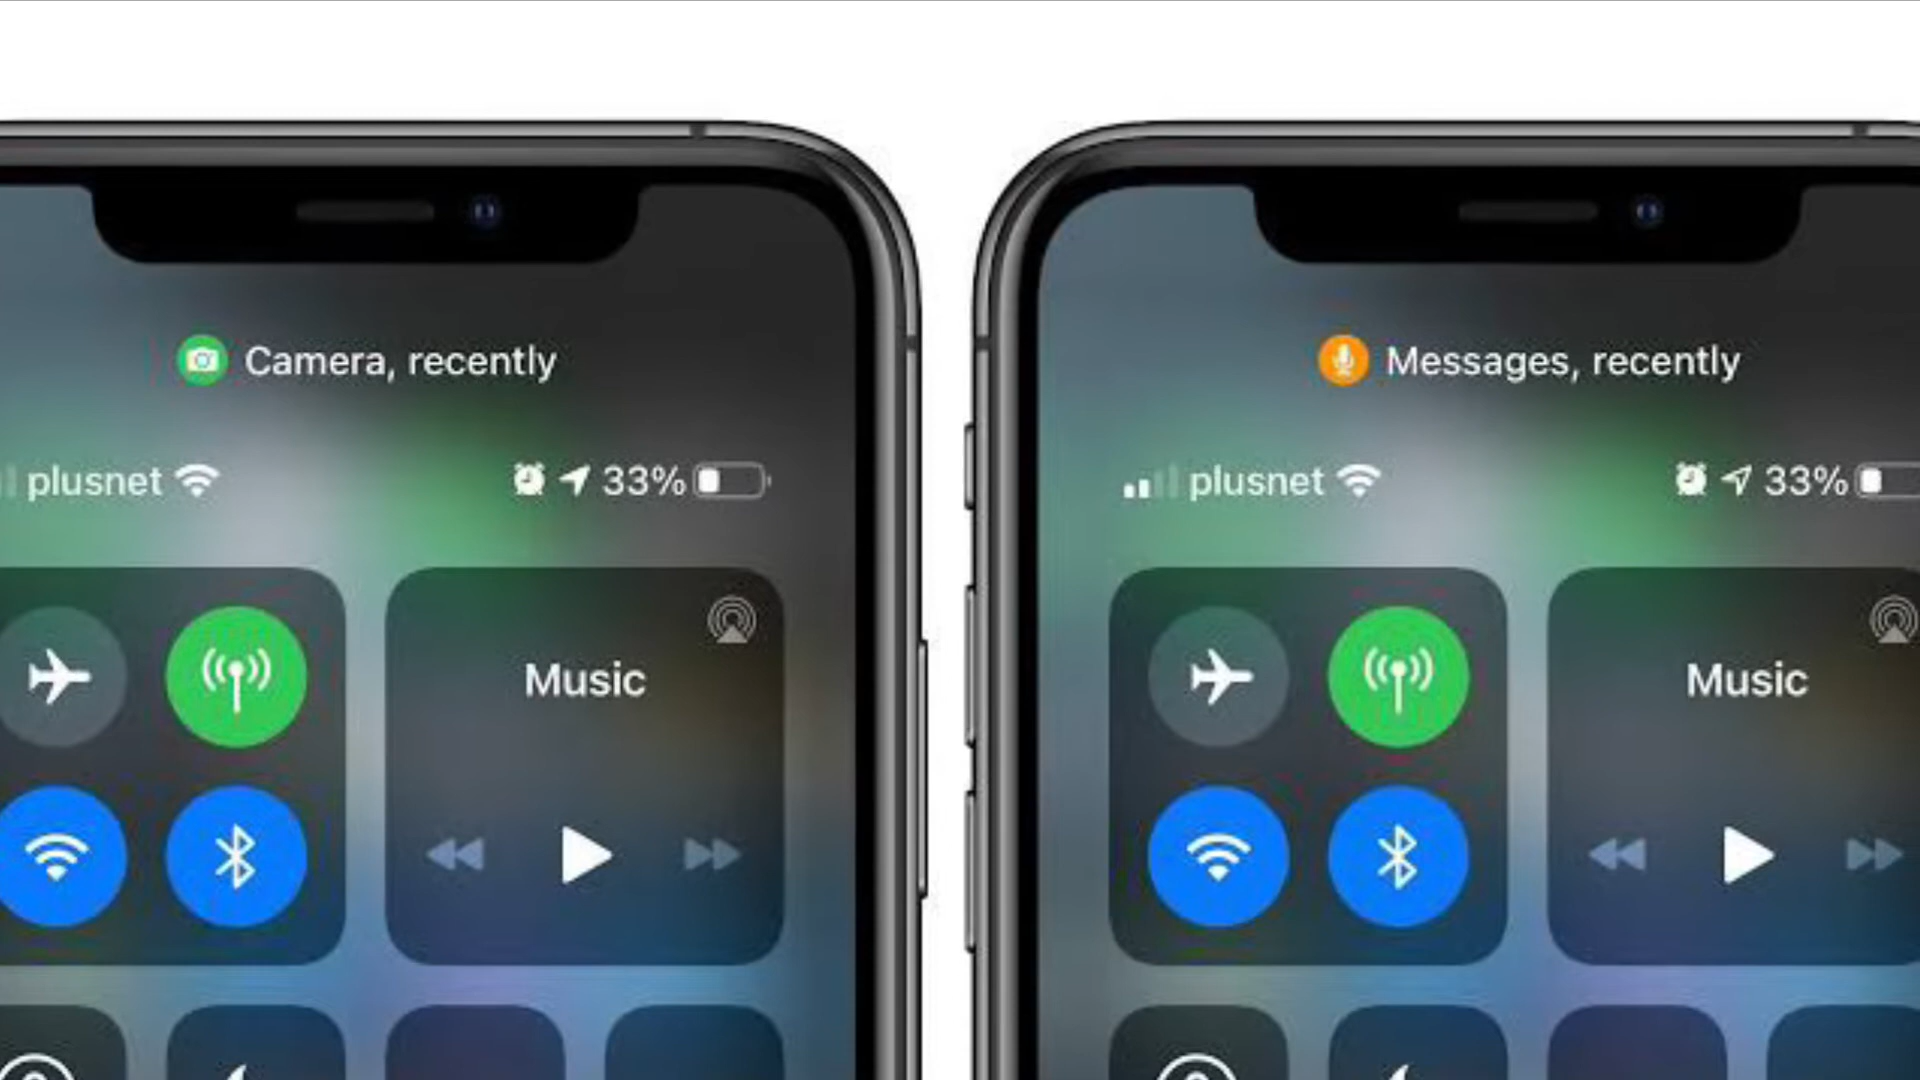 Camera, recently
plusnet 33%
Music
Messages, recently
plusnet 33%
Music